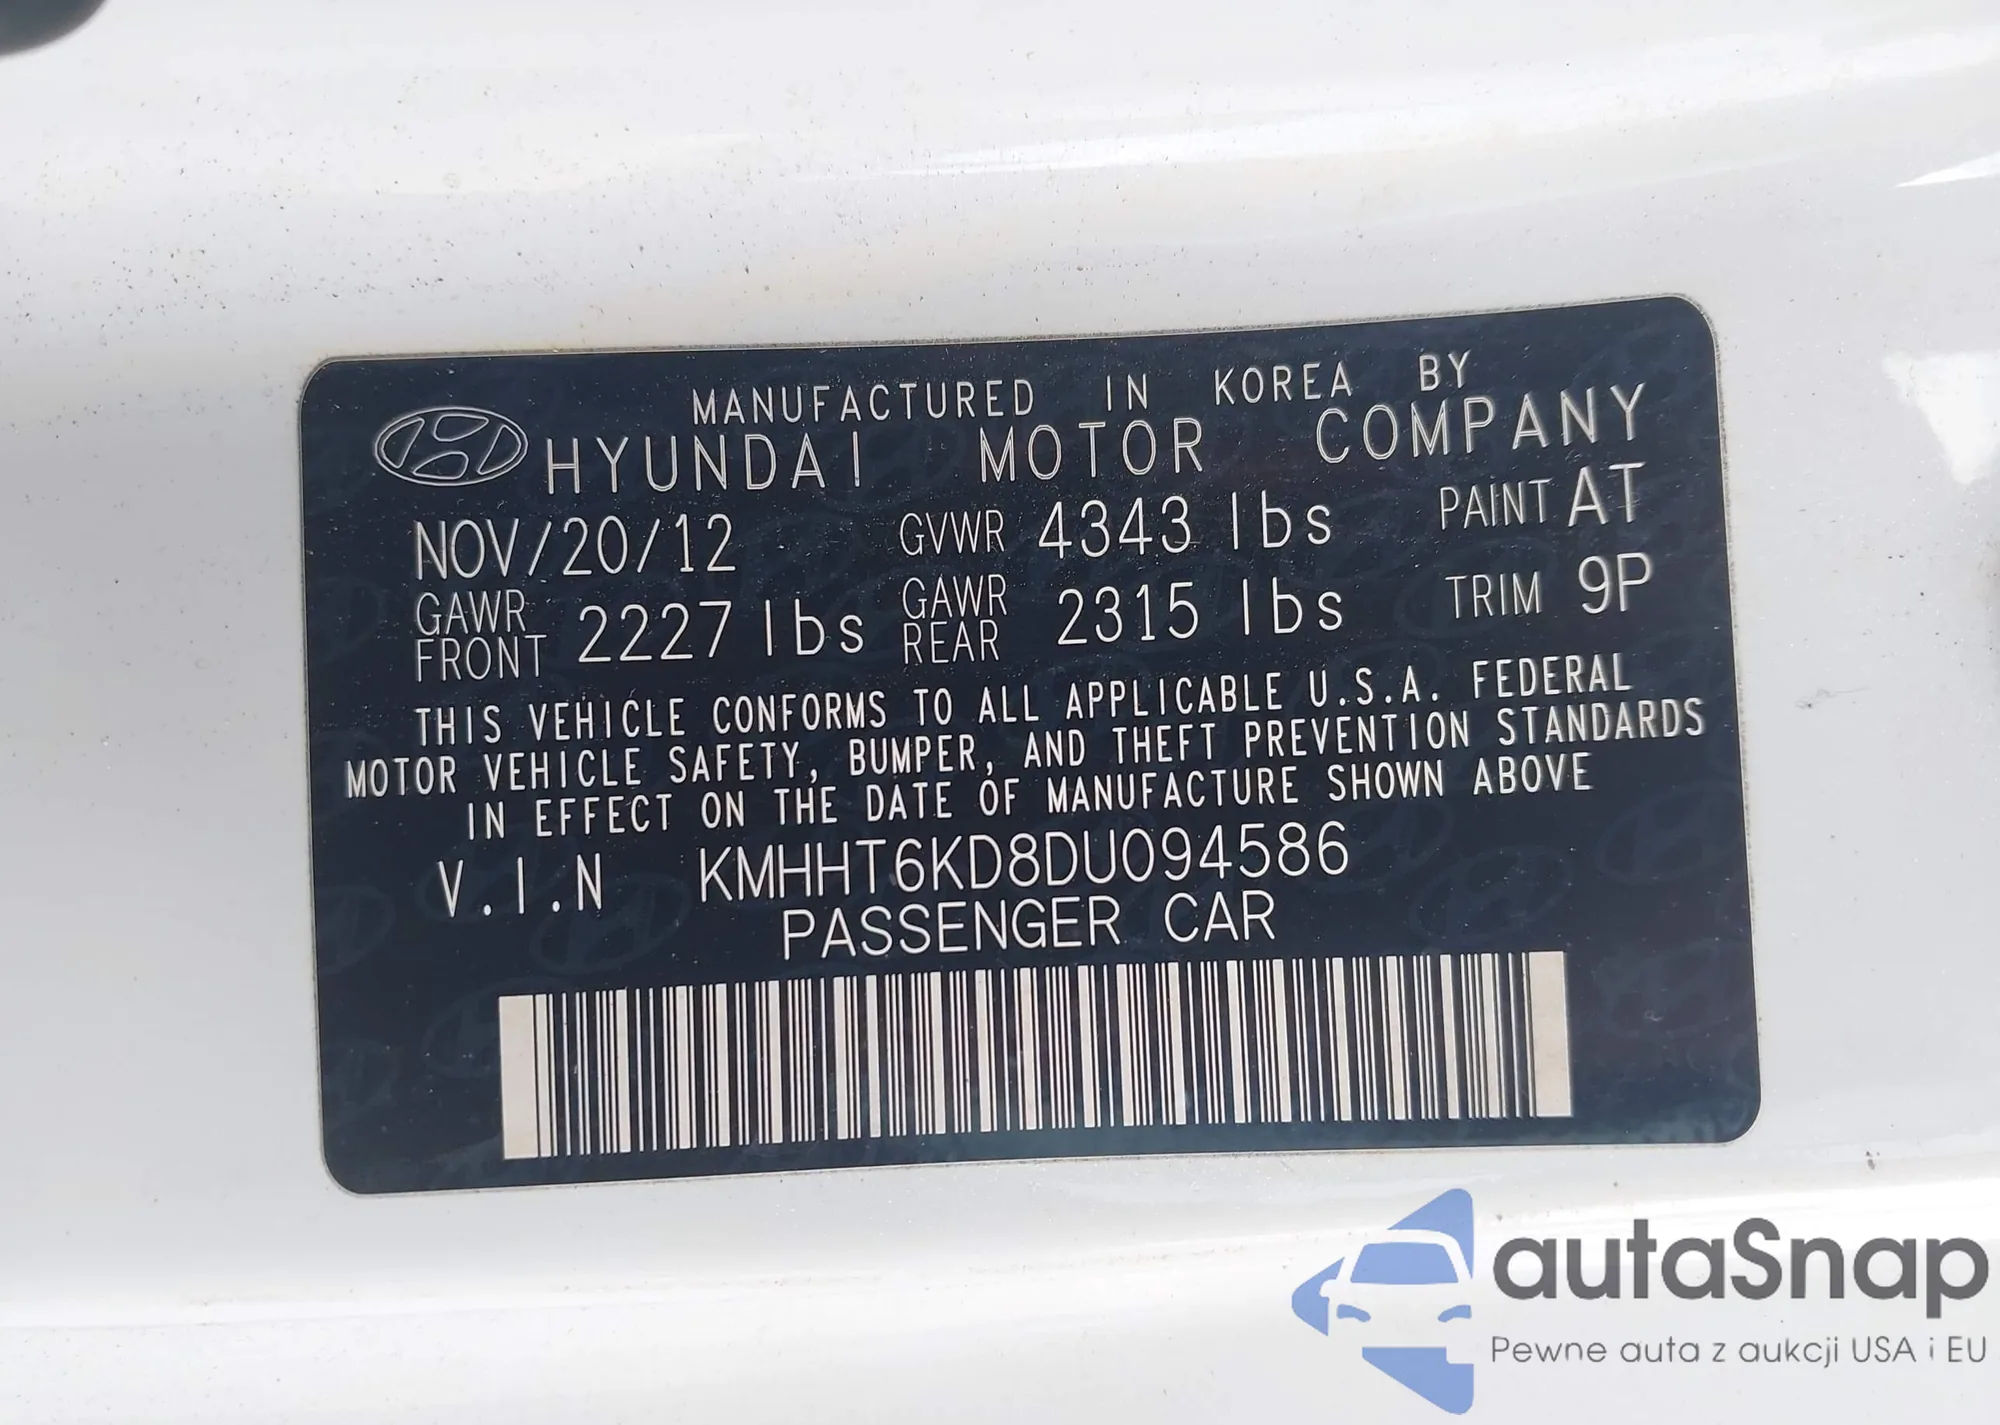 MANUFACTURED IN KOREA BY
HYUNDAI MOTOR COMPANY
NOV/20/12 GVWR 4343 lbs PAINT AT
GAWR FRONT 2227 lbs GAWR REAR 2315 lbs TRIM 9P
THIS VEHICLE CONFORMS TO ALL APPLICABLE U.S.A. FEDERAL
MOTOR VEHICLE SAFETY, BUMPER, AND THEFT PREVENTION STANDARDS
IN EFFECT ON THE DATE OF MANUFACTURE SHOWN ABOVE
V.I.N KMHHT6KD8DU094586
PASSENGER CAR
autaSnap
Pewne auta z aukcji USA i EU